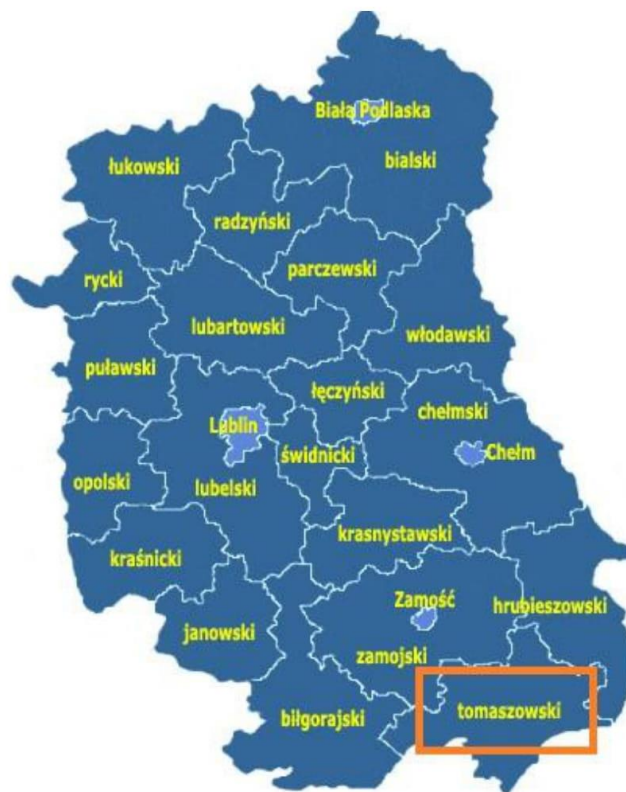 Biała Podlaska
bialski
łukowski
radzyński
parczewski
rycki
lubartowski
włodawski
puławski
łęczyński
chełmski
Lublin
świdnicki
Chełm
opolski
lubelski
krasnystawski
kraśnicki
Zamość
hrubieszowski
janowski
zamojski
tomaszowski
biłgorajski